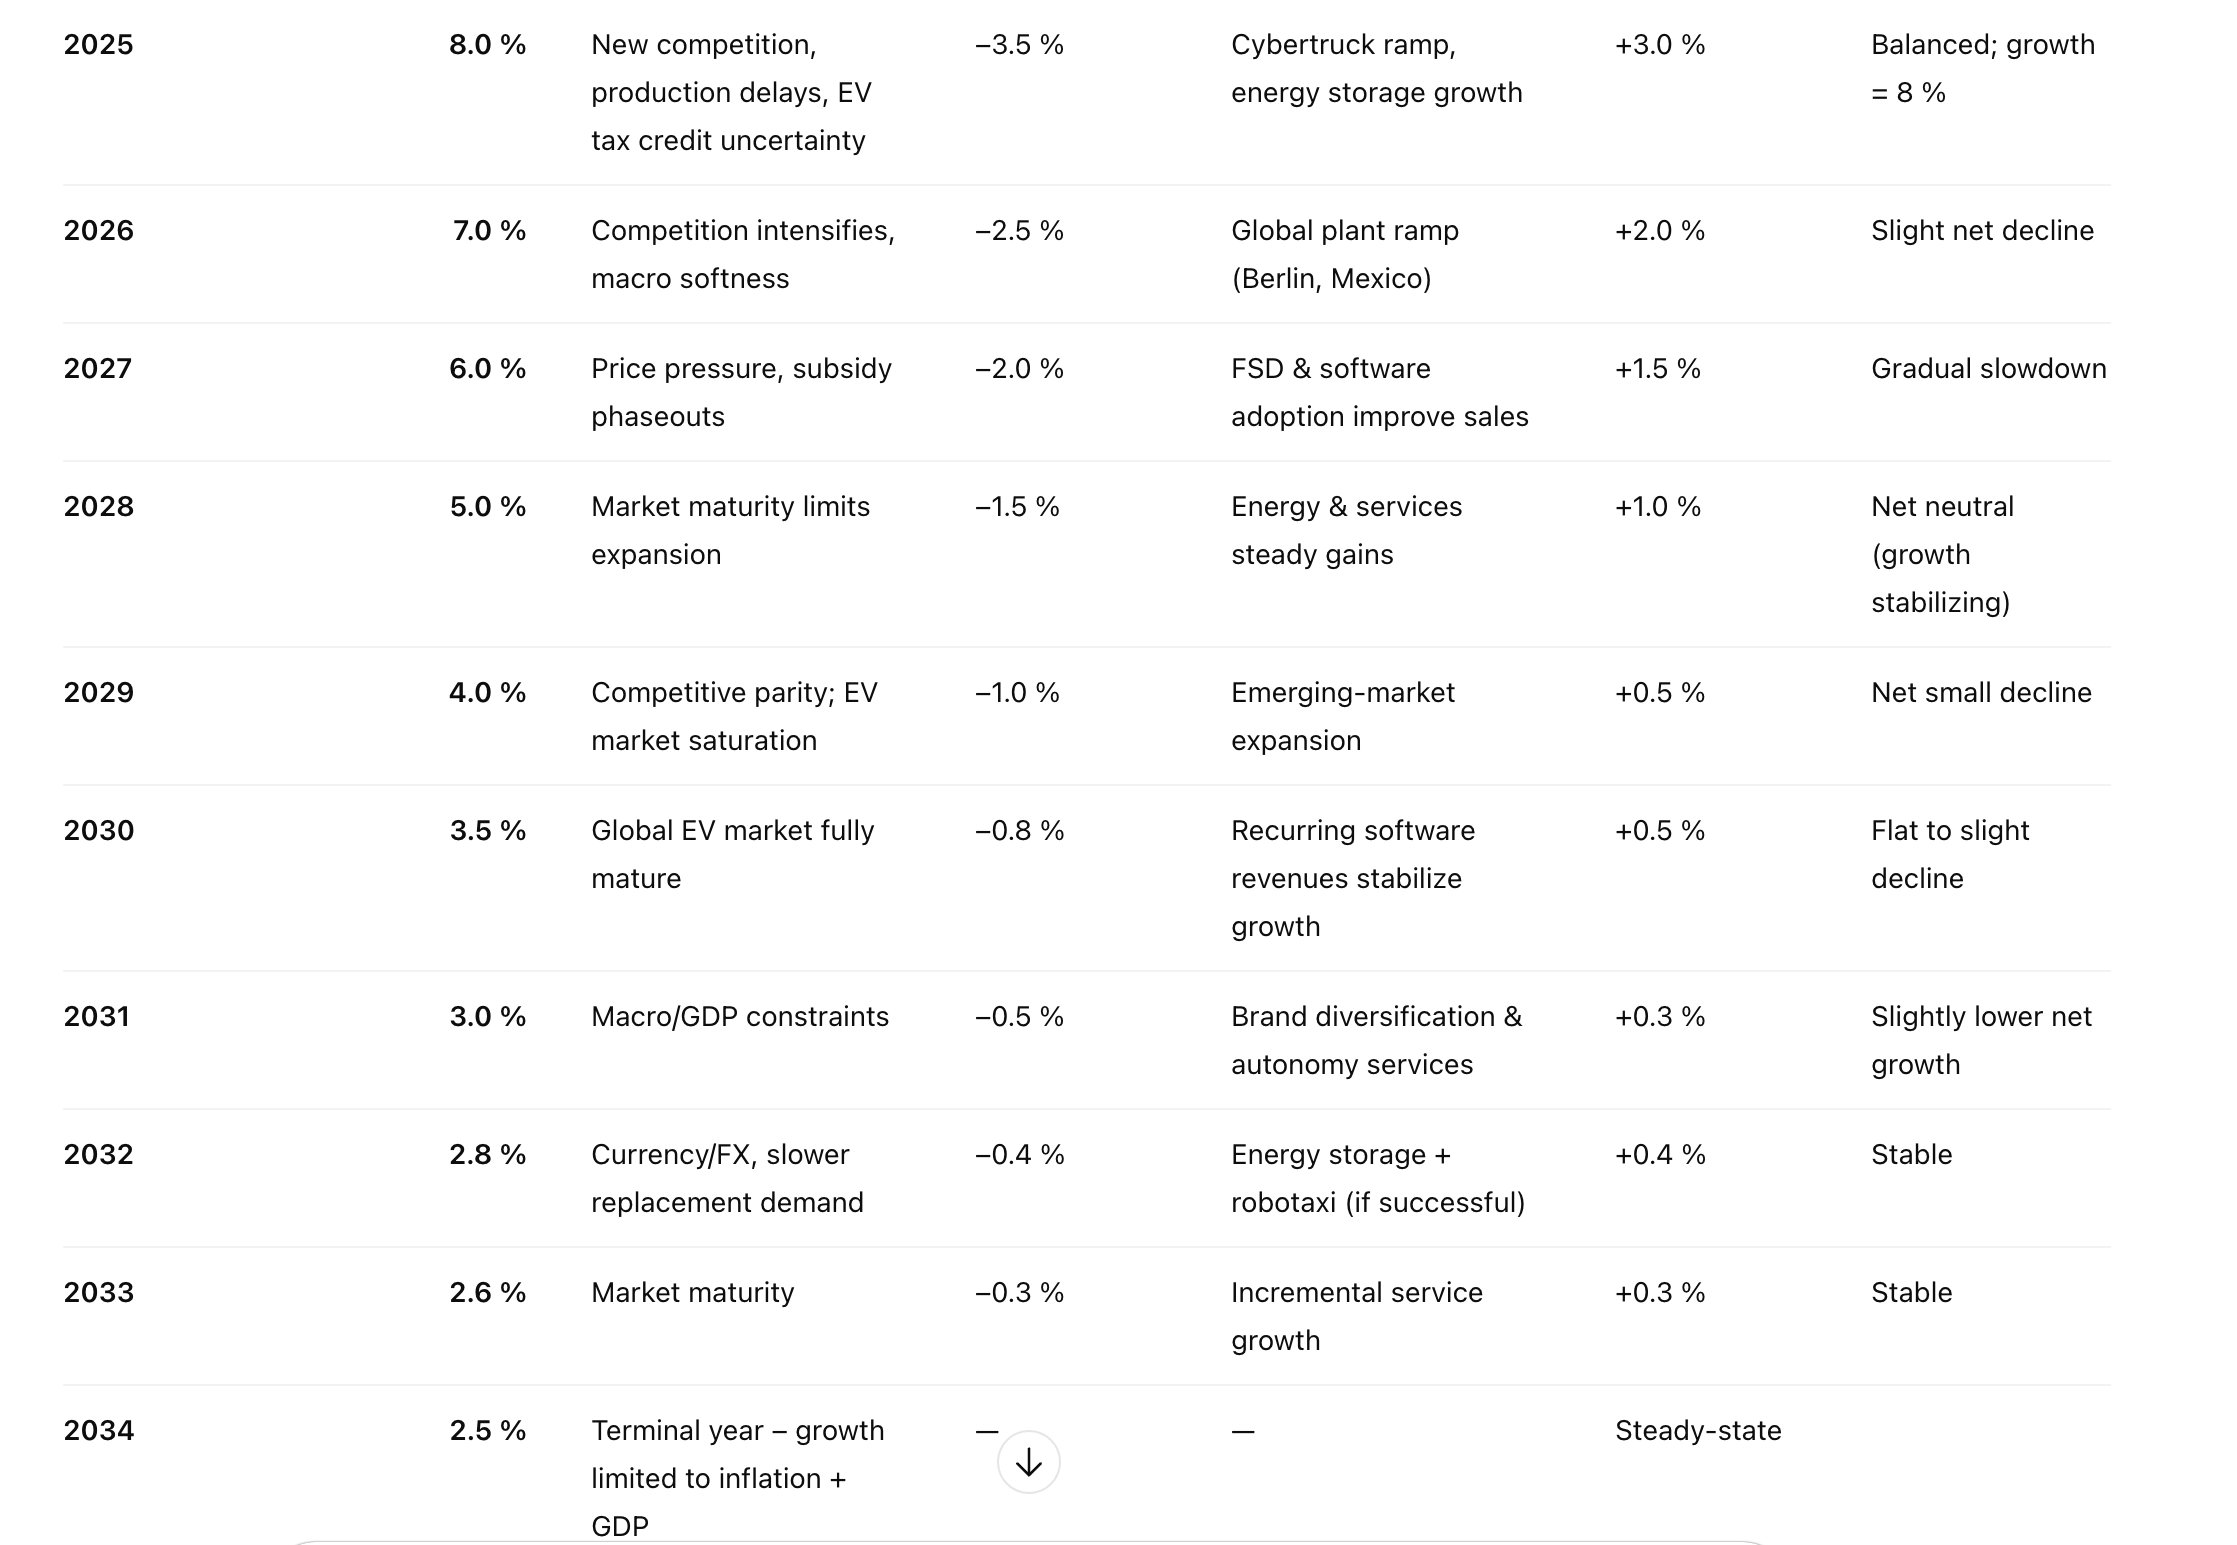 2025 8.0 % New competition, −3.5 % Cybertruck ramp, +3.0 % Balanced; growth
production delays, EV energy storage growth = 8 %
tax credit uncertainty
2026 7.0 % Competition intensifies, −2.5 % Global plant ramp +2.0 % Slight net decline
macro softness (Berlin, Mexico)
2027 6.0 % Price pressure, subsidy −2.0 % FSD & software +1.5 % Gradual slowdown
phaseouts adoption improve sales
2028 5.0 % Market maturity limits −1.5 % Energy & services +1.0 % Net neutral
expansion steady gains (growth
stabilizing)
2029 4.0 % Competitive parity; EV −1.0 % Emerging-market +0.5 % Net small decline
market saturation expansion
2030 3.5 % Global EV market fully −0.8 % Recurring software +0.5 % Flat to slight
mature revenues stabilize decline
growth
2031 3.0 % Macro/GDP constraints −0.5 % Brand diversification & +0.3 % Slightly lower net
autonomy services growth
2032 2.8 % Currency/FX, slower −0.4 % Energy storage + +0.4 % Stable
replacement demand robotaxi (if successful)
2033 2.6 % Market maturity −0.3 % Incremental service +0.3 % Stable
growth
2034 2.5 % Terminal year – growth — — Steady-state
limited to inflation +
GDP